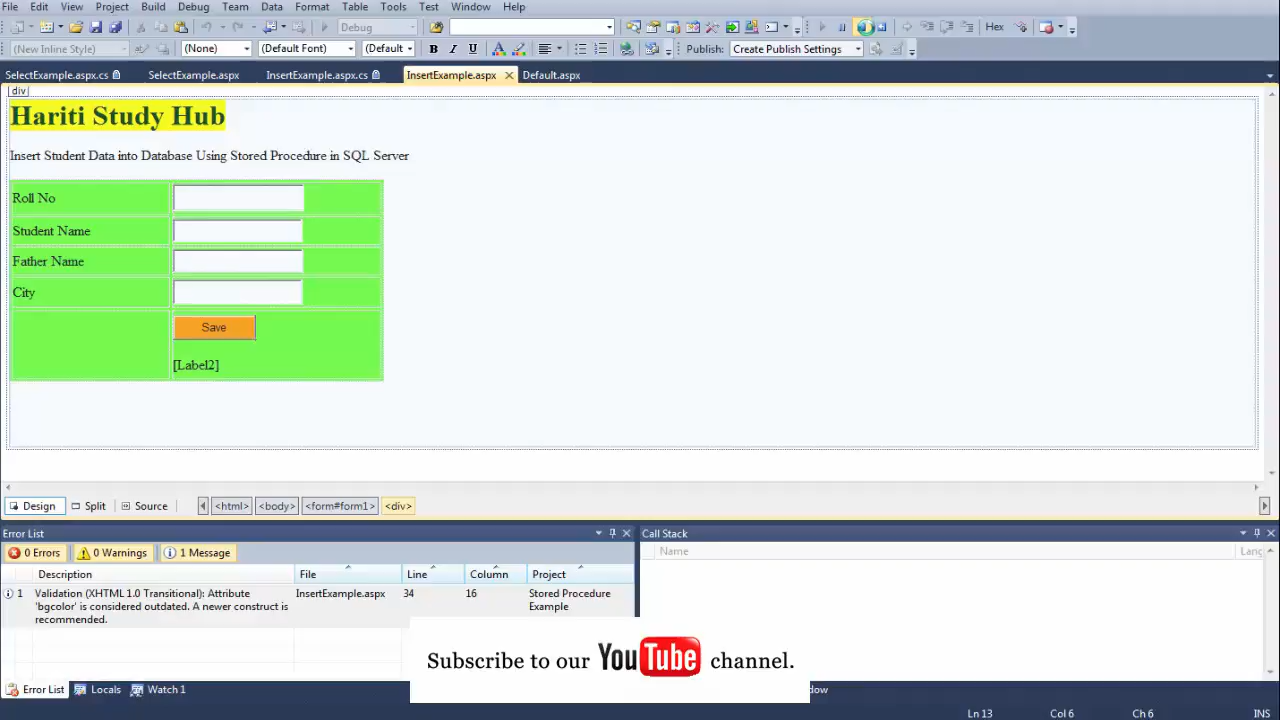 File Edit View Project Build Debug Team Data Format Table Tools Test Window Help
Debug Hex
(New Inline Style) (None) (Default Font) (Default B I U A Publish: Create Publish Settings
SelectExample.aspx.cs SelectExample.aspx InsertExample.aspx.cs InsertExample.aspx Default.aspx
div
Hariti Study Hub
Insert Student Data into Database Using Stored Procedure in SQL Server
Roll No
Student Name
Father Name
City
Save
[Label2]
Design Split Source <html> <body> <form#form1> <div>
Error List Call Stack
0 Errors 0 Warnings 1 Message Name Lang
Description File Line Column Project
1 Validation (XHTML 1.0 Transitional): Attribute InsertExample.aspx 34 16 Stored Procedure
'bgcolor' is considered outdated. A newer construct is Example
recommended.
Subscribe to our YouTube channel.
Error List Locals Watch 1
Ln 13 Col 6 Ch 6 INS